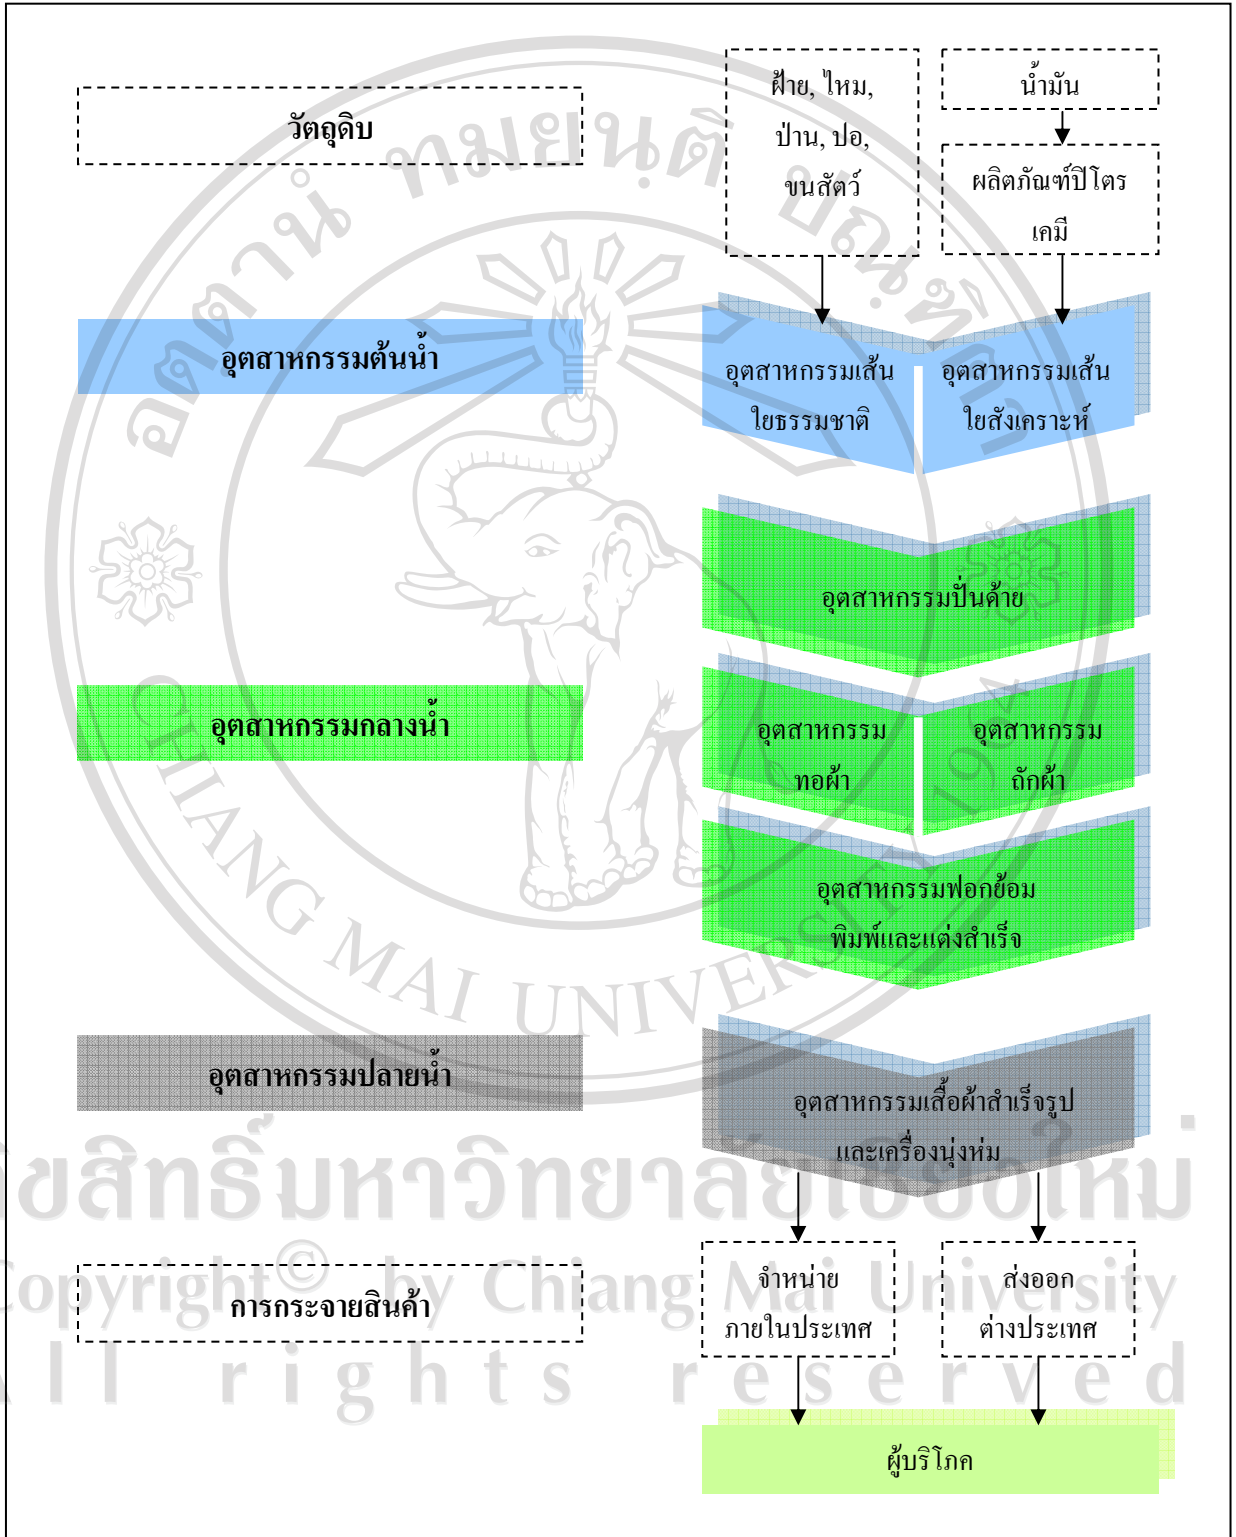 วัตถุดิบ
ฝ้าย, ไหม,
ป่าน, ปอ,
ขนสัตว์
น้ำมัน
ผลิตภัณฑ์ปิโตร
เคมี
อุตสาหกรรมต้นน้ำ
อุตสาหกรรมเส้น
ใยธรรมชาติ
อุตสาหกรรมเส้น
ใยสังเคราะห์
อุตสาหกรรมปั่นด้าย
อุตสาหกรรมกลางน้ำ
อุตสาหกรรม
ทอผ้า
อุตสาหกรรม
ถักผ้า
อุตสาหกรรมฟอกย้อม
พิมพ์และแต่งสำเร็จ
อุตสาหกรรมปลายน้ำ
อุตสาหกรรมเสื้อผ้าสำเร็จรูป
และเครื่องนุ่งห่ม
การกระจายสินค้า
จำหน่าย
ภายในประเทศ
ส่งออก
ต่างประเทศ
ผู้บริโภค
อตฺตานํ ทมยนฺติ ปณฺฑิตา
CHIANG MAI UNIVERSITY 1964
ขสิทธิ์มหาวิทยาลัยเชียงใหม่
Copyright © by Chiang Mai University
All rights reserved